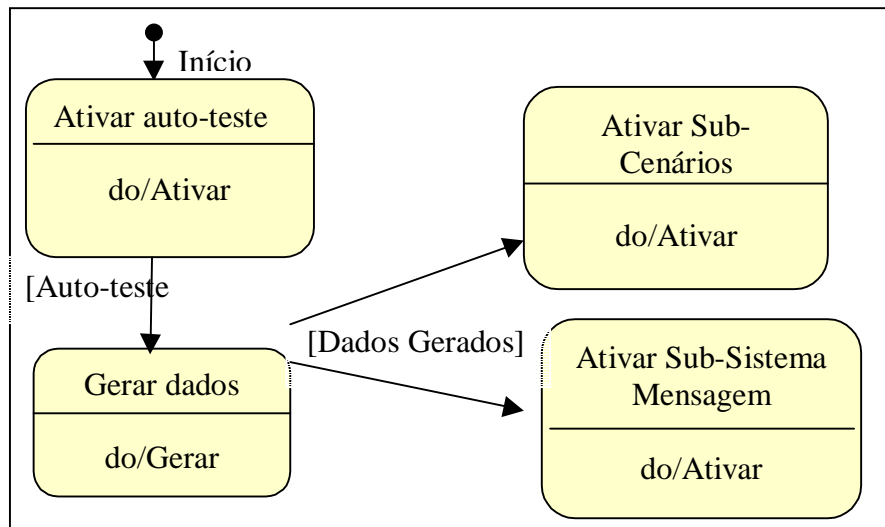 Início
Ativar auto-teste
do/Ativar
[Auto-teste
Gerar dados
do/Gerar
[Dados Gerados]
Ativar Sub-
Cenários
do/Ativar
Ativar Sub-Sistema
Mensagem
do/Ativar